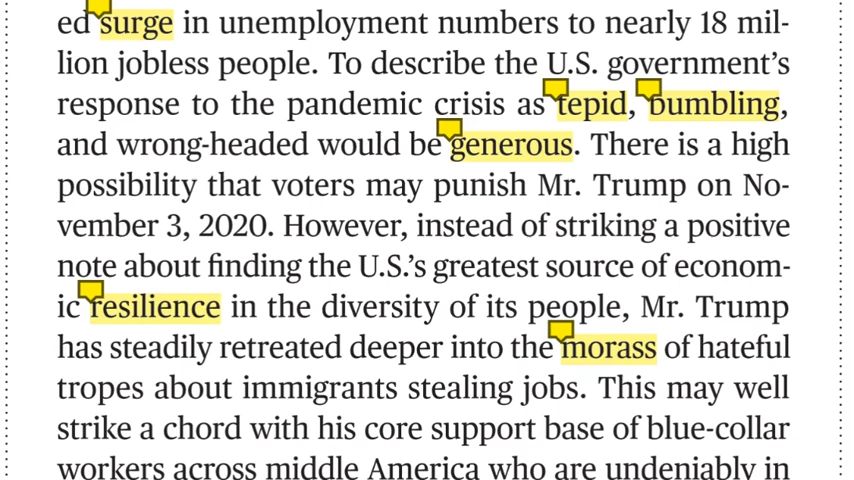 ed surge in unemployment numbers to nearly 18 mil-
lion jobless people. To describe the U.S. government’s
response to the pandemic crisis as tepid, bumbling,
and wrong-headed would be generous. There is a high
possibility that voters may punish Mr. Trump on No-
vember 3, 2020. However, instead of striking a positive
note about finding the U.S.’s greatest source of econom-
ic resilience in the diversity of its people, Mr. Trump
has steadily retreated deeper into the morass of hateful
tropes about immigrants stealing jobs. This may well
strike a chord with his core support base of blue-collar
workers across middle America who are undeniably in